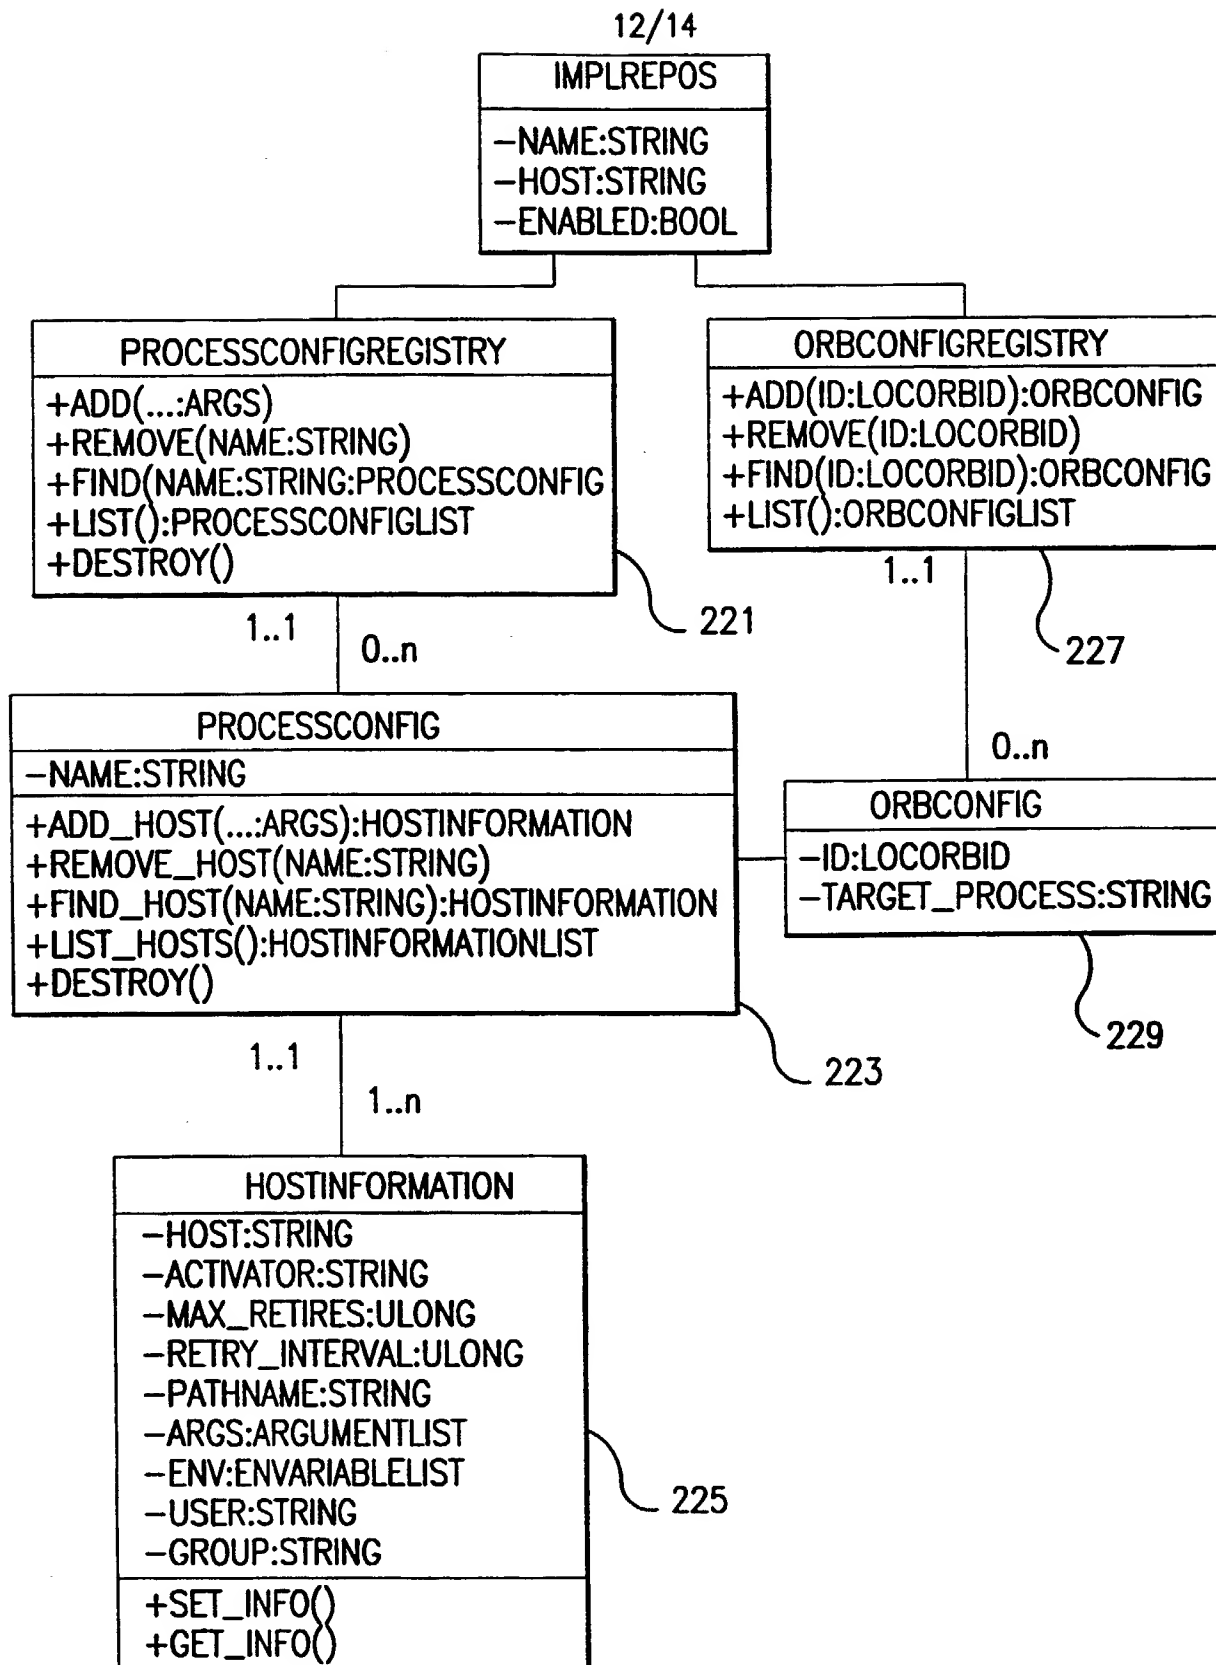 12/14
IMPLREPOS
-NAME:STRING
-HOST:STRING
-ENABLED:BOOL
PROCESSCONFIGREGISTRY
+ADD(...:ARGS)
+REMOVE(NAME:STRING)
+FIND(NAME:STRING:PROCESSCONFIG
+LIST():PROCESSCONFIGLIST
+DESTROY()
221
ORBCONFIGREGISTRY
+ADD(ID:LOCORBID):ORBCONFIG
+REMOVE(ID:LOCORBID)
+FIND(ID:LOCORBID):ORBCONFIG
+LIST():ORBCONFIGLIST
227
1..1
0..n
1..1
0..n
PROCESSCONFIG
-NAME:STRING
+ADD_HOST(...:ARGS):HOSTINFORMATION
+REMOVE_HOST(NAME:STRING)
+FIND_HOST(NAME:STRING):HOSTINFORMATION
+LIST_HOSTS():HOSTINFORMATIONLIST
+DESTROY()
223
ORBCONFIG
-ID:LOCORBID
-TARGET_PROCESS:STRING
229
1..1
1..n
HOSTINFORMATION
-HOST:STRING
-ACTIVATOR:STRING
-MAX_RETIRES:ULONG
-RETRY_INTERVAL:ULONG
-PATHNAME:STRING
-ARGS:ARGUMENTLIST
-ENV:ENVARIABLELIST
-USER:STRING
-GROUP:STRING
+SET_INFO()
+GET_INFO()
225